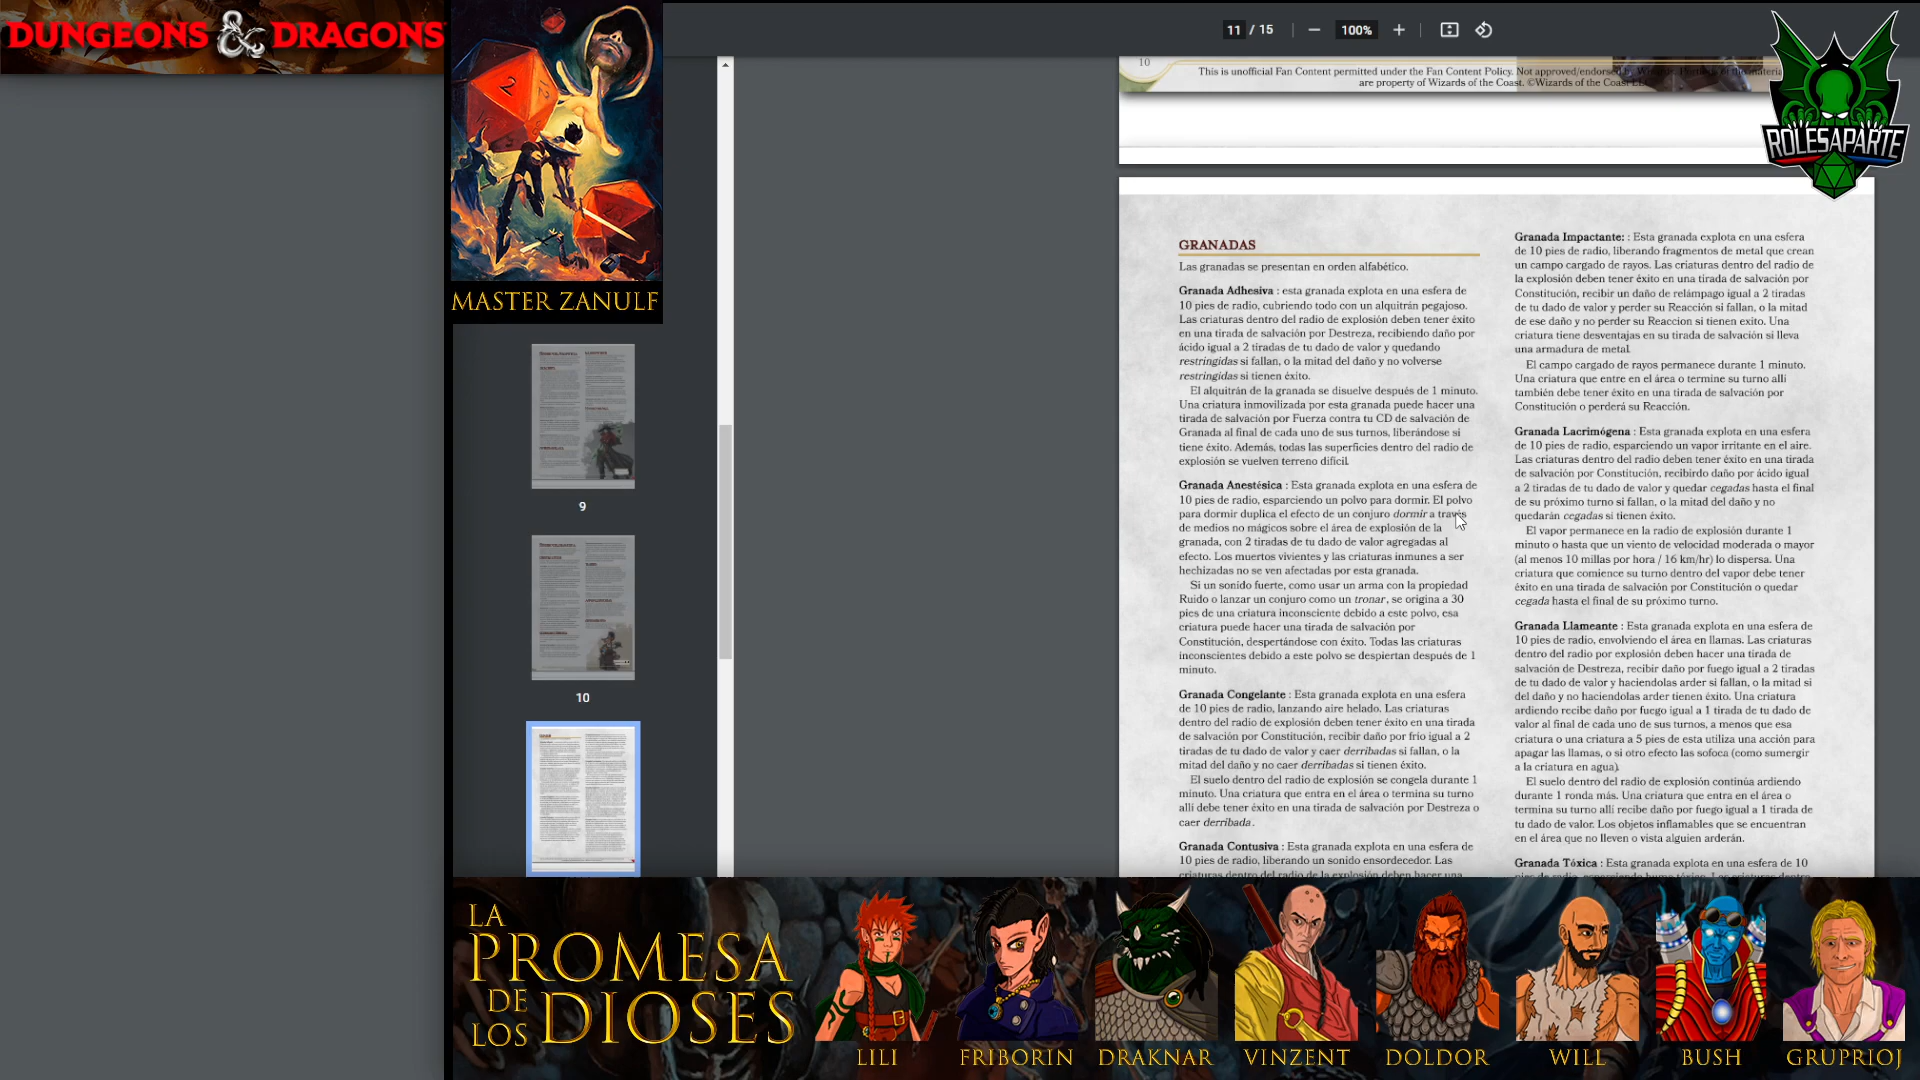 DUNGEONS & DRAGONS
2
MASTER ZANULF
11 / 15
100%
ROLESAPARTE
9
10
10
This is unofficial Fan Content permitted under the Fan Content Policy. Not approved/endorsed
are property of Wizards of the Coast. ©Wizards of the Coast
GRANADAS
Las granadas se presentan en orden alfabético.
Granada Adhesiva : esta granada explota en una esfera de
10 pies de radio, cubriendo todo con un alquitrán pegajoso.
Las criaturas dentro del radio de explosión deben tener éxito
en una tirada de salvación por Destreza, recibiendo daño por
ácido igual a 2 tiradas de tu dado de valor y quedando
restringidas si fallan, o la mitad del daño y no volverse
restringidas si tienen éxito.
El alquitrán de la granada se disuelve después de 1 minuto.
Una criatura inmovilizada por esta granada puede hacer una
tirada de salvación por Fuerza contra tu CD de salvación de
Granada al final de cada uno de sus turnos, liberándose si
tiene éxito. Además, todas las superficies dentro del radio de
explosión se vuelven terreno difícil.
Granada Anestésica : Esta granada explota en una esfera de
10 pies de radio, esparciendo un polvo para dormir. El polvo
para dormir duplica el efecto de un conjuro dormir a través
de medios no mágicos sobre el área de explosión de la
granada, con 2 tiradas de tu dado de valor agregadas al
efecto. Los muertos vivientes y las criaturas inmunes a ser
hechizadas no se ven afectadas por esta granada.
Si un sonido fuerte, como usar un arma con la propiedad
Ruido o lanzar un conjuro como un tronar, se origina a 30
pies de una criatura inconsciente debido a este polvo, esa
criatura puede hacer una tirada de salvación por
Constitución, despertándose con éxito. Todas las criaturas
inconscientes debido a este polvo se despiertan después de 1
minuto.
Granada Congelante : Esta granada explota en una esfera
de 10 pies de radio, lanzando aire helado. Las criaturas
dentro del radio de explosión deben tener éxito en una tirada
de salvación por Constitución, recibir daño por frío igual a 2
tiradas de tu dado de valor y caer derribadas si fallan, o la
mitad del daño y no caer derribadas si tienen éxito.
El suelo dentro del radio de explosión se congela durante 1
minuto. Una criatura que entra en el área o termina su turno
allí debe tener éxito en una tirada de salvación por Destreza o
caer derribada.
Granada Contusiva : Esta granada explota en una esfera de
10 pies de radio, liberando un sonido ensordecedor. Las
criaturas dentro del radio de explosión deben hacer una
Granada Impactante: : Esta granada explota en una esfera
de 10 pies de radio, liberando fragmentos de metal que crean
un campo cargado de rayos. Las criaturas dentro del radio de
la explosión deben tener éxito en una tirada de salvación por
Constitución, recibir un daño de relámpago igual a 2 tiradas
de tu dado de valor y perder su Reacción si fallan, o la mitad
de ese daño y no perder su Reaccion si tienen exito. Una
criatura tiene desventajas en su tirada de salvación si lleva
una armadura de metal.
El campo cargado de rayos permanece durante 1 minuto.
Una criatura que entre en el área o termine su turno allí
también debe tener éxito en una tirada de salvación por
Constitución o perderá su Reacción.
Granada Lacrimógena : Esta granada explota en una esfera
de 10 pies de radio, esparciendo un vapor irritante en el aire.
Las criaturas dentro del radio deben tener éxito en una tirada
de salvación por Constitución, recibirdo daño por ácido igual
a 2 tiradas de tu dado de valor y quedar cegadas hasta el final
de su próximo turno si fallan, o la mitad del daño y no
quedarán cegadas si tienen éxito.
El vapor permanece en la radio de explosión durante 1
minuto o hasta que un viento de velocidad moderada o mayor
(al menos 10 millas por hora / 16 km/hr) lo dispersa. Una
criatura que comience su turno dentro del vapor debe tener
éxito en una tirada de salvación por Constitución o quedar
cegada hasta el final de su próximo turno.
Granada Llameante : Esta granada explota en una esfera de
10 pies de radio, envolviendo el área en llamas. Las criaturas
dentro del radio por explosión deben hacer una tirada de
salvación de Destreza, recibir daño por fuego igual a 2 tiradas
de tu dado de valor y haciendolas arder si fallan, o la mitad si
del daño y no haciendolas arder tienen éxito. Una criatura
ardiendo recibe daño por fuego igual a 1 tirada de tu dado de
valor al final de cada uno de sus turnos, a menos que esa
criatura o una criatura a 5 pies de esta utiliza una acción para
apagar las llamas, o si otro efecto las sofoca (como sumergir
a la criatura en agua).
El suelo dentro del radio de explosión continúa ardiendo
durante 1 ronda más. Una criatura que entra en el área o
termina su turno allí recibe daño por fuego igual a 1 tirada de
tu dado de valor. Los objetos inflamables que se encuentran
en el área que no lleven o vista alguien arderán.
Granada Tóxica : Esta granada explota en una esfera de 10
LA
PROMESA
DE
LOS DIOSES
LILI
FRIBORIN
DRAKNAR
VINZENT
DOLDOR
WILL
BUSH
GRUPRIOJ